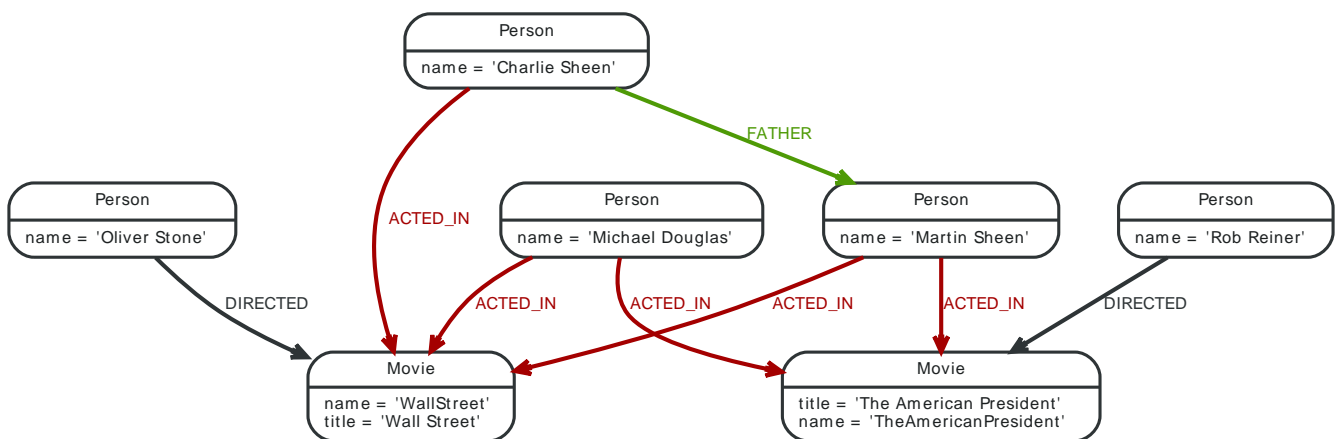 Person
name = 'Charlie Sheen'
FATHER
Person
name = 'Oliver Stone'
Person
name = 'Michael Douglas'
Person
name = 'Martin Sheen'
Person
name = 'Rob Reiner'
ACTED_IN
DIRECTED
ACTED_IN
ACTED_IN
ACTED_IN
ACTED_IN
DIRECTED
Movie
name = 'WallStreet'
title = 'Wall Street'
Movie
title = 'The American President'
name = 'TheAmericanPresident'